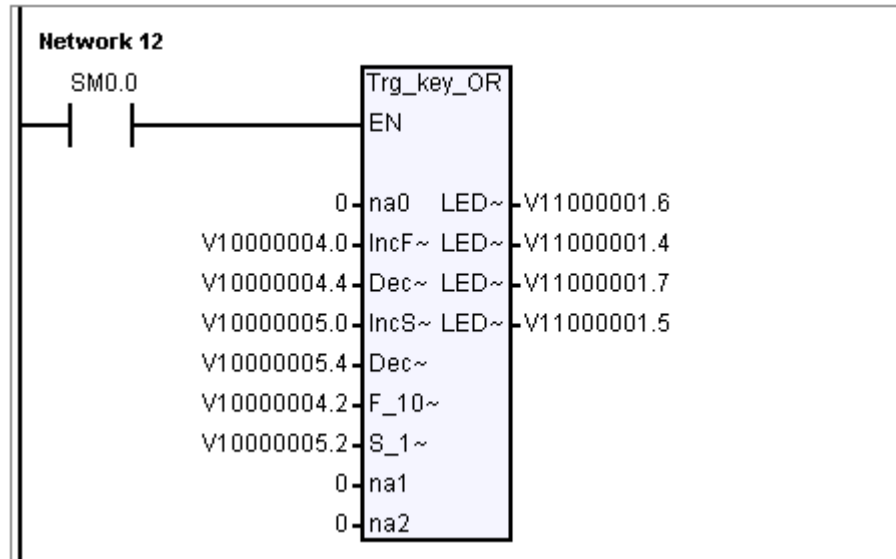 Network 12
SM0.0
Trg_key_OR
EN
0 na0 LED~ V11000001.6
V10000004.0 IncF~ LED~ V11000001.4
V10000004.4 Dec~ LED~ V11000001.7
V10000005.0 IncS~ LED~ V11000001.5
V10000005.4 Dec~
V10000004.2 F_10~
V10000005.2 S_1~
0 na1
0 na2